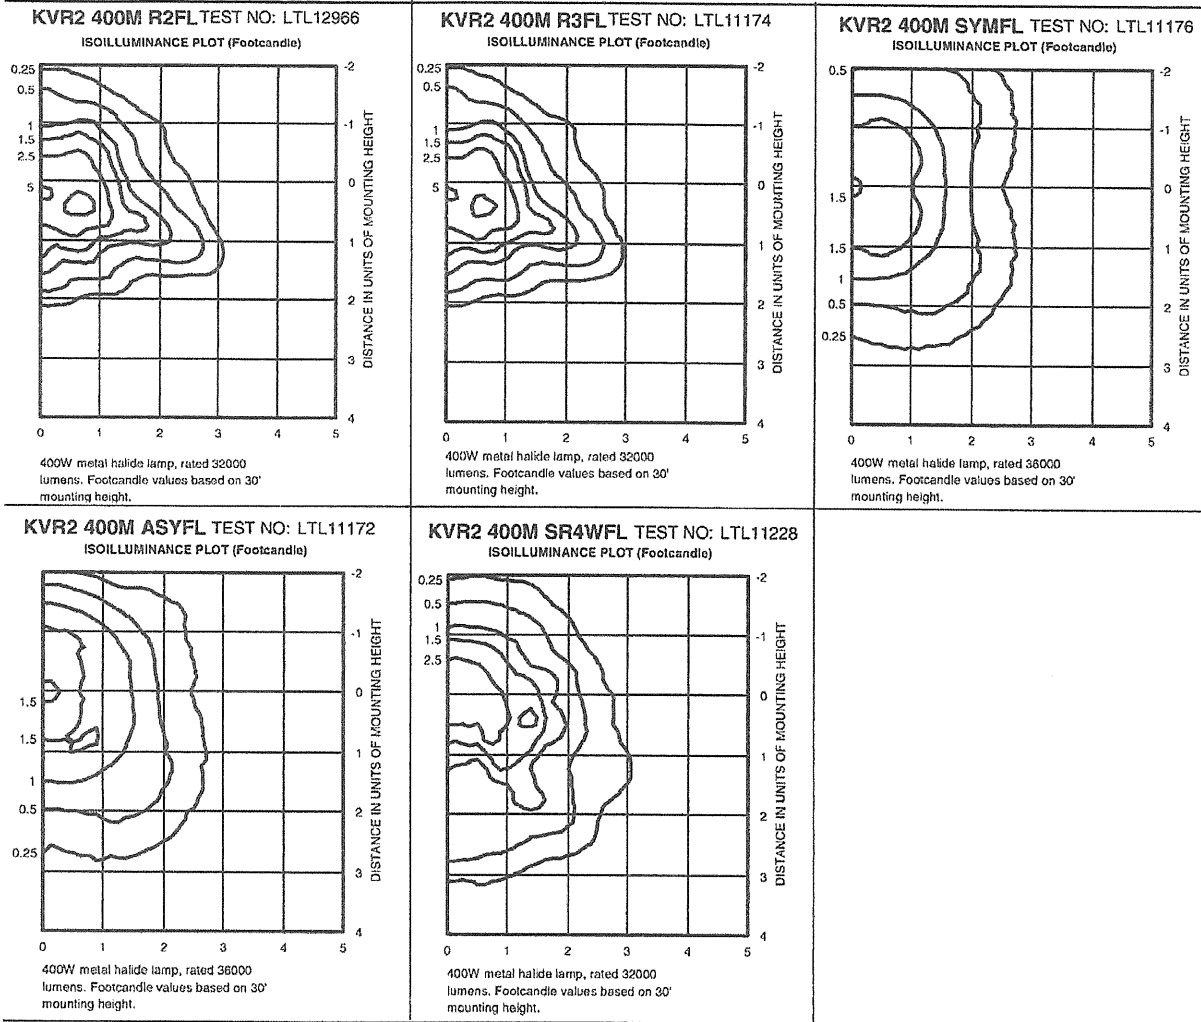 KVR2 400M R2FL TEST NO: LTL12966
ISOILLUMINANCE PLOT (Footcandle)
0.25
0.5
1
1.5
2.5
5
-2
-1
0
1
2
3
4
DISTANCE IN UNITS OF MOUNTING HEIGHT
0 1 2 3 4 5
400W metal halide lamp, rated 32000
lumens. Footcandle values based on 30'
mounting height.
KVR2 400M R3FL TEST NO: LTL11174
ISOILLUMINANCE PLOT (Footcandle)
0.25
0.5
1
1.5
2.5
5
-2
-1
0
1
2
3
4
DISTANCE IN UNITS OF MOUNTING HEIGHT
0 1 2 3 4 5
400W metal halide lamp, rated 32000
lumens. Footcandle values based on 30'
mounting height.
KVR2 400M SYMFL TEST NO: LTL11176
ISOILLUMINANCE PLOT (Footcandle)
0.5
1.5
1.5
1
0.5
0.25
-2
-1
0
1
2
3
4
DISTANCE IN UNITS OF MOUNTING HEIGHT
0 1 2 3 4 5
400W metal halide lamp, rated 36000
lumens. Footcandle values based on 30'
mounting height.
KVR2 400M ASYFL TEST NO: LTL11172
ISOILLUMINANCE PLOT (Footcandle)
1.5
1.5
1
0.5
0.25
-2
-1
0
1
2
3
4
DISTANCE IN UNITS OF MOUNTING HEIGHT
0 1 2 3 4 5
400W metal halide lamp, rated 36000
lumens. Footcandle values based on 30'
mounting height.
KVR2 400M SR4WFL TEST NO: LTL11228
ISOILLUMINANCE PLOT (Footcandle)
0.25
0.5
1
1.5
2.5
-2
-1
0
1
2
3
4
DISTANCE IN UNITS OF MOUNTING HEIGHT
0 1 2 3 4 5
400W metal halide lamp, rated 32000
lumens. Footcandle values based on 30'
mounting height.